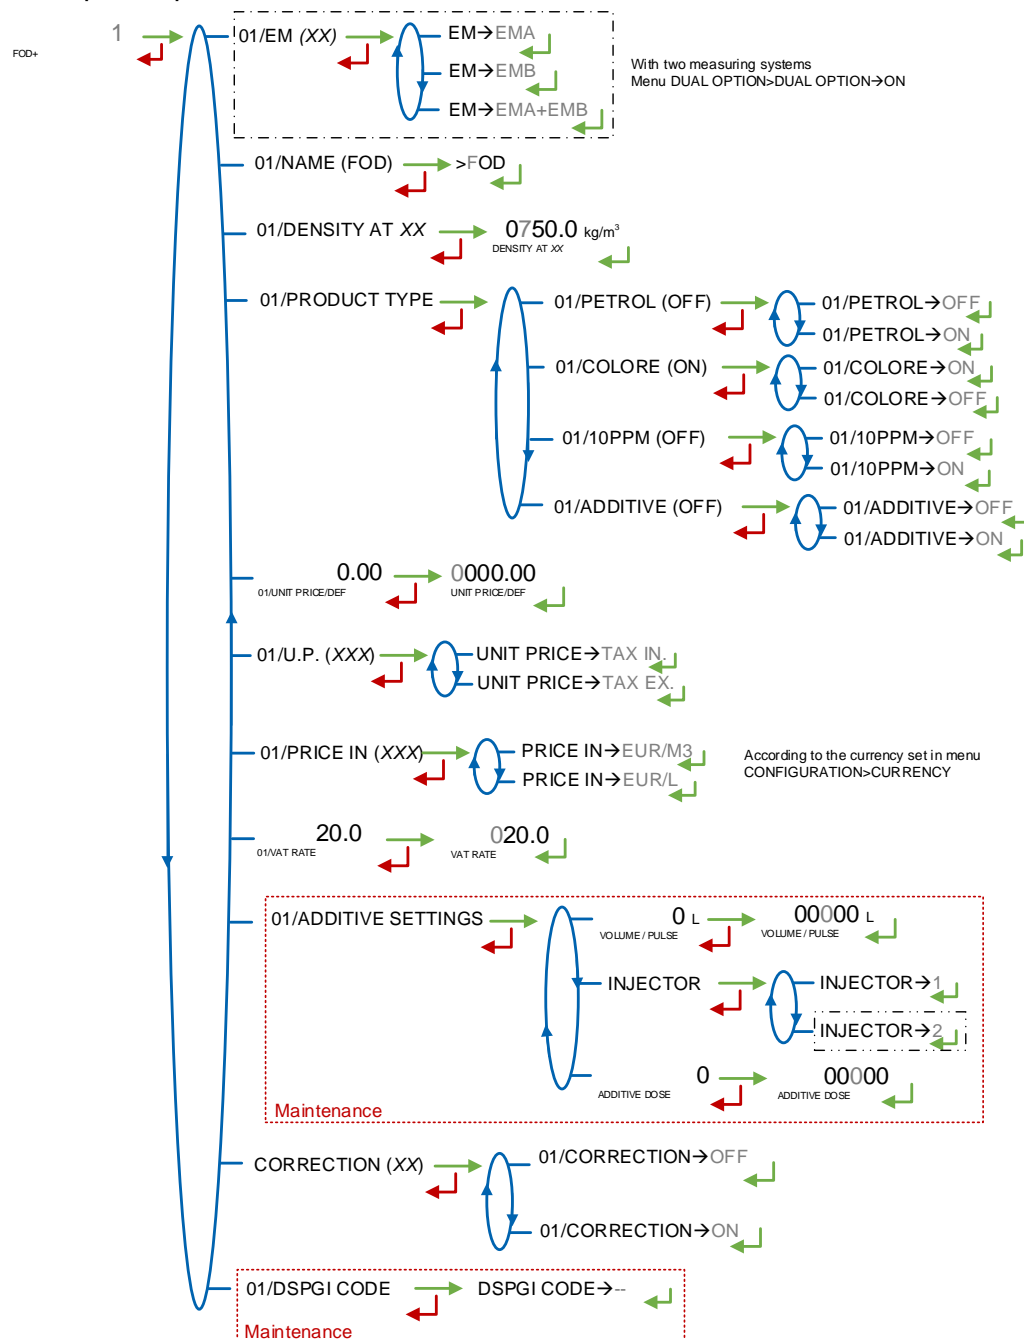 1
FOD+
01/EM (XX)
EM→EMA
EM→EMB
EM→EMA+EMB
With two measuring systems
Menu DUAL OPTION>DUAL OPTION→ON
01/NAME (FOD)
>FOD
01/DENSITY AT XX
0750.0 kg/m³
DENSITY AT XX
01/PRODUCT TYPE
01/PETROL (OFF)
01/PETROL→OFF
01/PETROL→ON
01/COLORE (ON)
01/COLORE→ON
01/COLORE→OFF
01/10PPM (OFF)
01/10PPM→OFF
01/10PPM→ON
01/ADDITIVE (OFF)
01/ADDITIVE→OFF
01/ADDITIVE→ON
0.00
01/UNIT PRICE/DEF
0000.00
UNIT PRICE/DEF
01/U.P. (XXX)
UNIT PRICE→TAX IN.
UNIT PRICE→TAX EX.
01/PRICE IN (XXX)
PRICE IN→EUR/M3
PRICE IN→EUR/L
According to the currency set in menu
CONFIGURATION>CURRENCY
20.0
01/VAT RATE
020.0
VAT RATE
01/ADDITIVE SETTINGS
0 L
VOLUME / PULSE
00000 L
VOLUME / PULSE
INJECTOR
INJECTOR→1
INJECTOR→2
0
ADDITIVE DOSE
00000
ADDITIVE DOSE
Maintenance
CORRECTION (XX)
01/CORRECTION→OFF
01/CORRECTION→ON
01/DSPGI CODE
DSPGI CODE→--
Maintenance